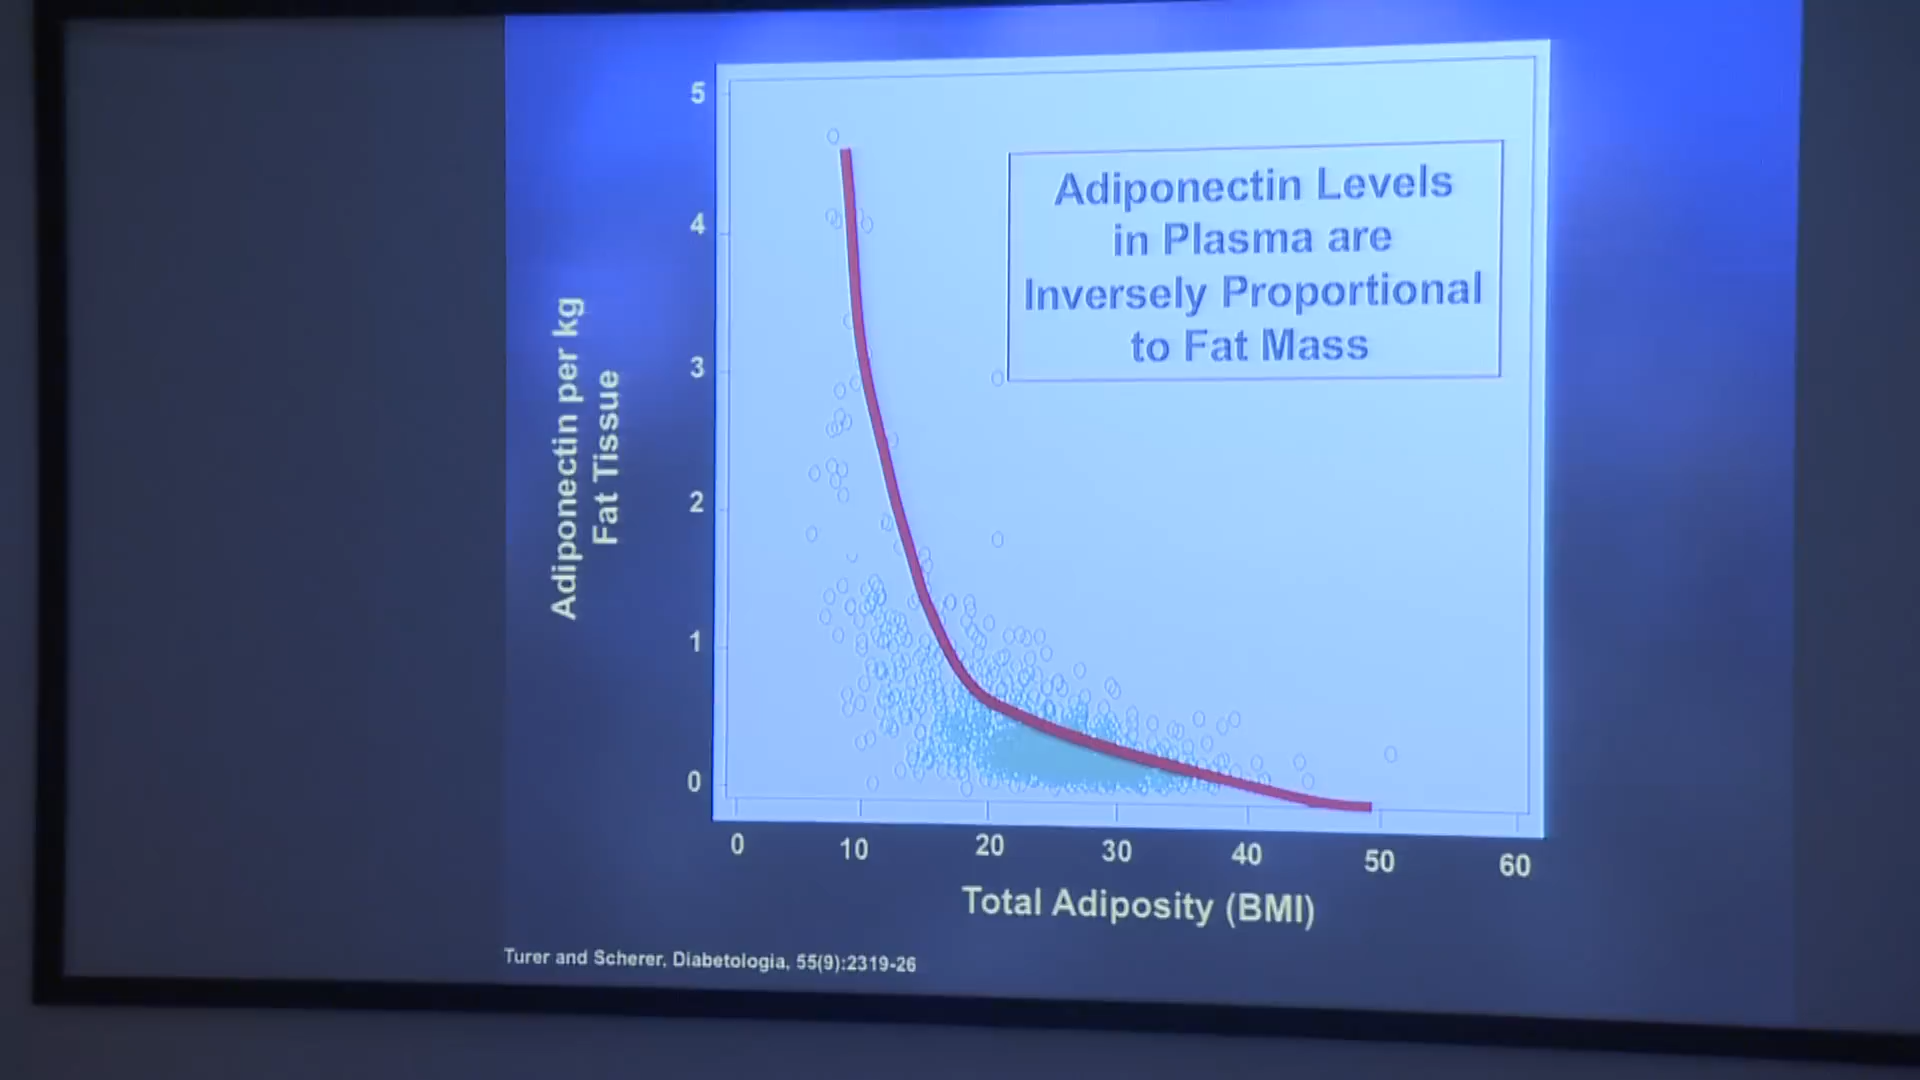 Adiponectin Levels
in Plasma are
Inversely Proportional
to Fat Mass
Adiponectin per kg
Fat Tissue
5
4
3
2
1
0
0 10 20 30 40 50 60
Total Adiposity (BMI)
Turer and Scherer, Diabetologia, 55(9):2319-26